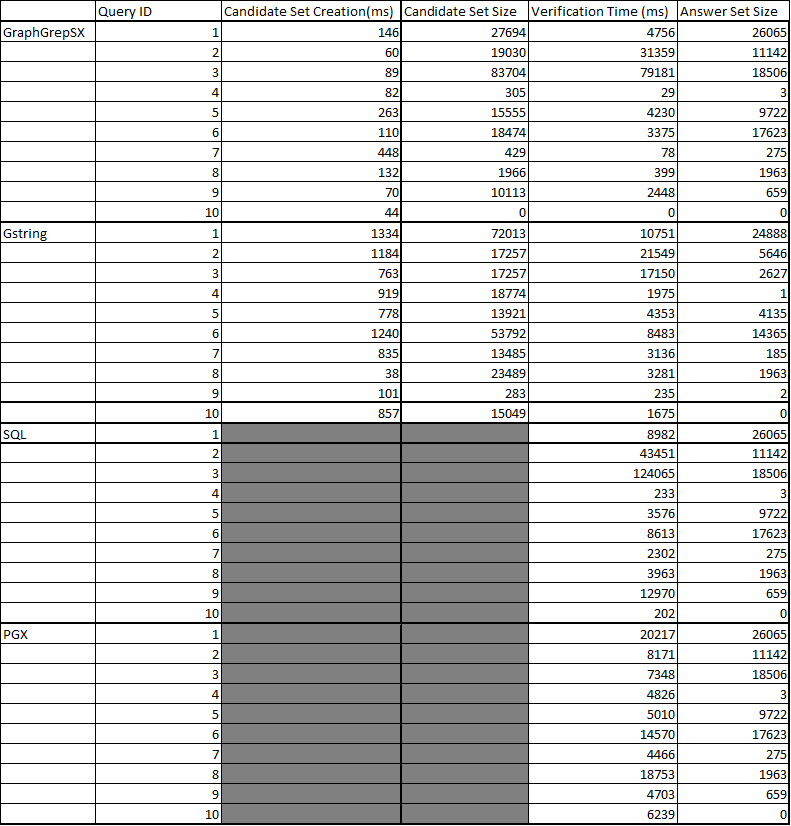 Query ID Candidate Set Creation(ms) Candidate Set Size Verification Time (ms) Answer Set Size
GraphGrepSX 1 146 27694 4756 26065
2 60 19030 31359 11142
3 89 83704 79181 18506
4 82 305 29 3
5 263 15555 4230 9722
6 110 18474 3375 17623
7 448 429 78 275
8 132 1966 399 1963
9 70 10113 2448 659
10 44 0 0 0
Gstring 1 1334 72013 10751 24888
2 1184 17257 21549 5646
3 763 17257 17150 2627
4 919 18774 1975 1
5 778 13921 4353 4135
6 1240 53792 8483 14365
7 835 13485 3136 185
8 38 23489 3281 1963
9 101 283 235 2
10 857 15049 1675 0
SQL 1 8982 26065
2 43451 11142
3 124065 18506
4 233 3
5 3576 9722
6 8613 17623
7 2302 275
8 3963 1963
9 12970 659
10 202 0
PGX 1 20217 26065
2 8171 11142
3 7348 18506
4 4826 3
5 5010 9722
6 14570 17623
7 4466 275
8 18753 1963
9 4703 659
10 6239 0